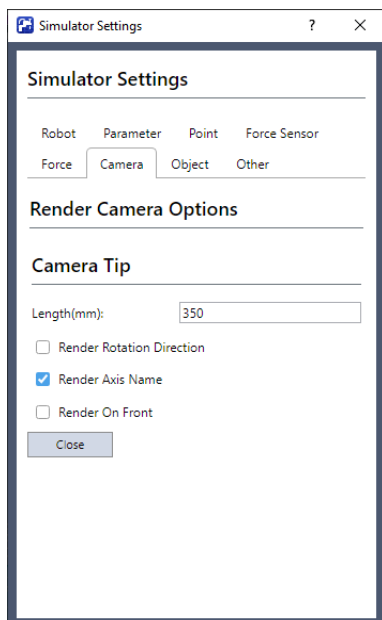 Simulator Settings ?
Simulator Settings
Robot Parameter Point Force Sensor
Force Camera Object Other
Render Camera Options
Camera Tip
Length(mm): 350
Render Rotation Direction
Render Axis Name
Render On Front
Close